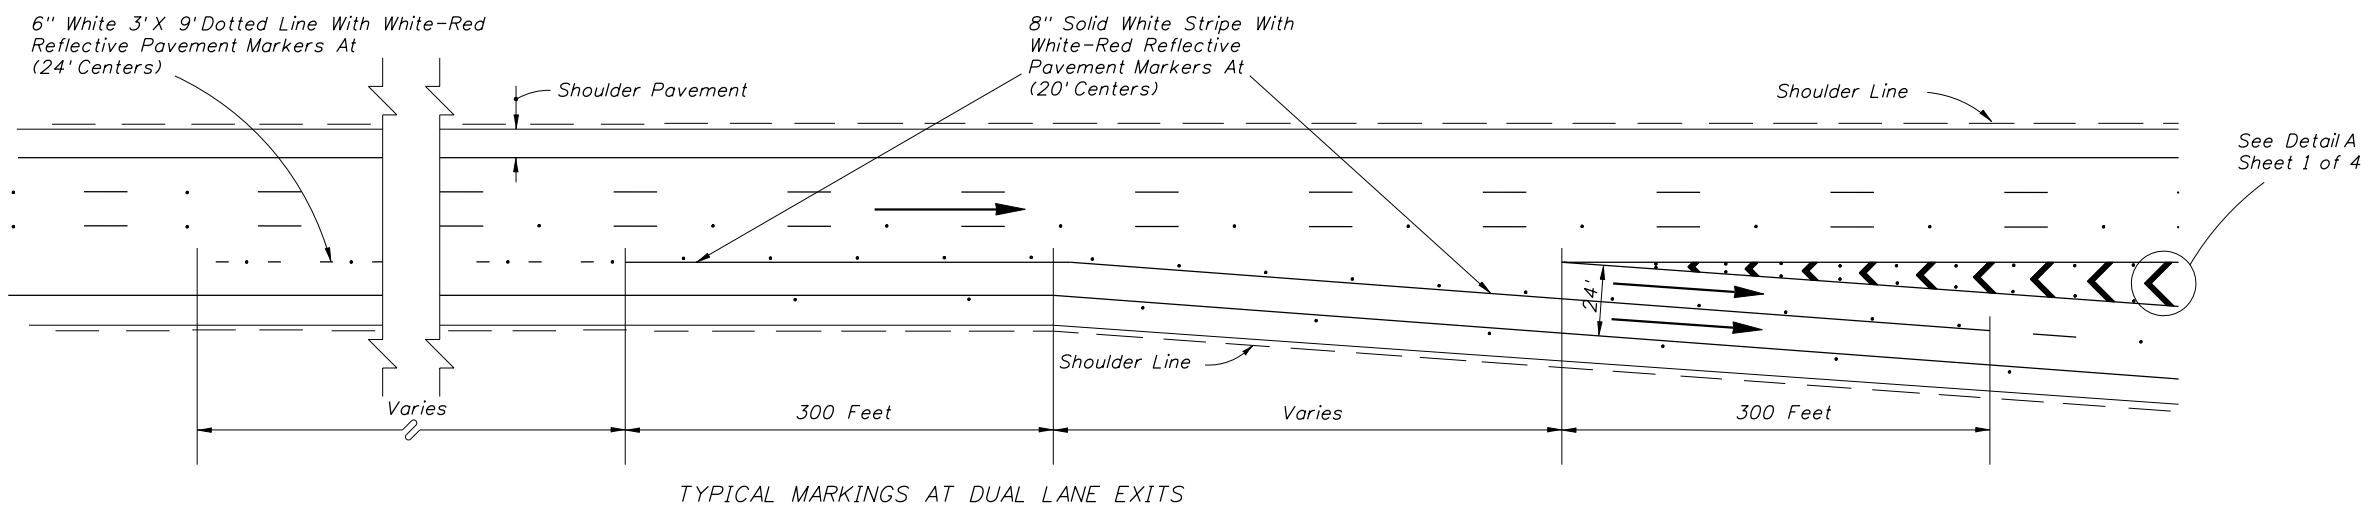 6" White 3' X 9' Dotted Line With White-Red
Reflective Pavement Markers At
(24' Centers)
8" Solid White Stripe With
White-Red Reflective
Pavement Markers At
(20' Centers)
Shoulder Pavement
Shoulder Line
See Detail A
Sheet 1 of 4
24'
Shoulder Line
Varies
300 Feet
Varies
300 Feet
TYPICAL MARKINGS AT DUAL LANE EXITS